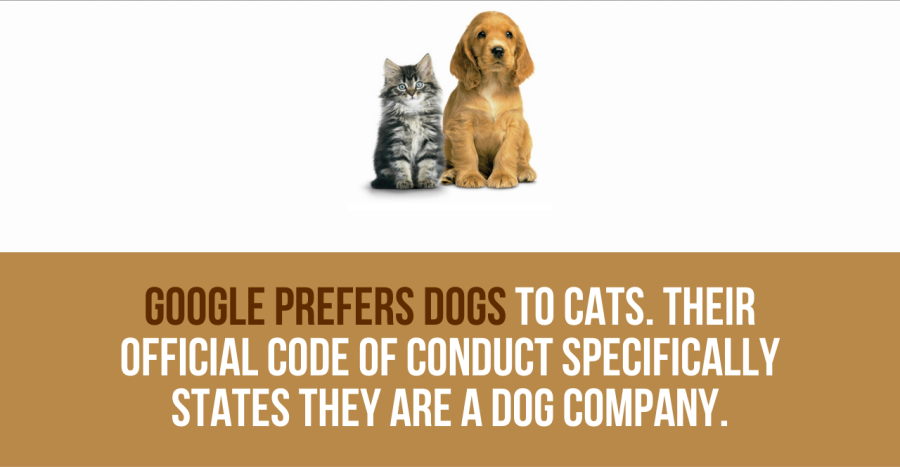 GOOGLE PREFERS DOGS TO CATS. THEIR
OFFICIAL CODE OF CONDUCT SPECIFICALLY
STATES THEY ARE A DOG COMPANY.